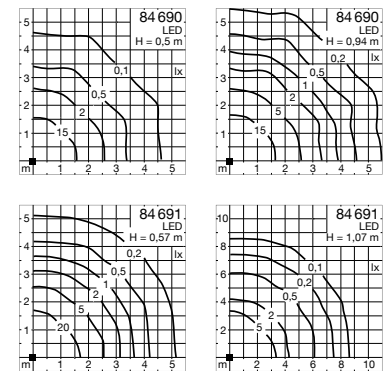 84 690
LED
H = 0,5 m
lx
5
4
3
2
1
m 1 2 3 4 5
0,1
0,5
2
15
84 690
LED
H = 0,94 m
lx
5
4
3
2
1
m 1 2 3 4 5
0,2
0,5
1
2
5
15
84 691
LED
H = 0,57 m
lx
5
4
3
2
1
m 1 2 3 4 5
0,2
0,5
1
2
5
20
84 691
LED
H = 1,07 m
lx
10
8
6
4
2
m 2 4 6 8 10
0,1
0,2
0,5
2
5